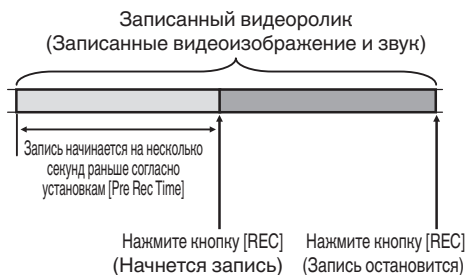 Записанный видеоролик
(Записанные видеоизображение и звук)
Запись начинается на несколько
секунд раньше согласно
установкам [Pre Rec Time]
Нажмите кнопку [REC]
(Начнется запись)
Нажмите кнопку [REC]
(Запись остановится)